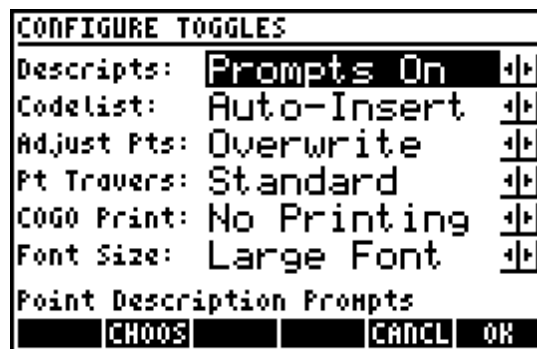 CONFIGURE TOGGLES
Descripts: Prompts On
Codelist: Auto-Insert
Adjust Pts: Overwrite
Pt Travers: Standard
COGO Print: No Printing
Font Size: Large Font
Point Description Prompts
CHOOS CANCL OK